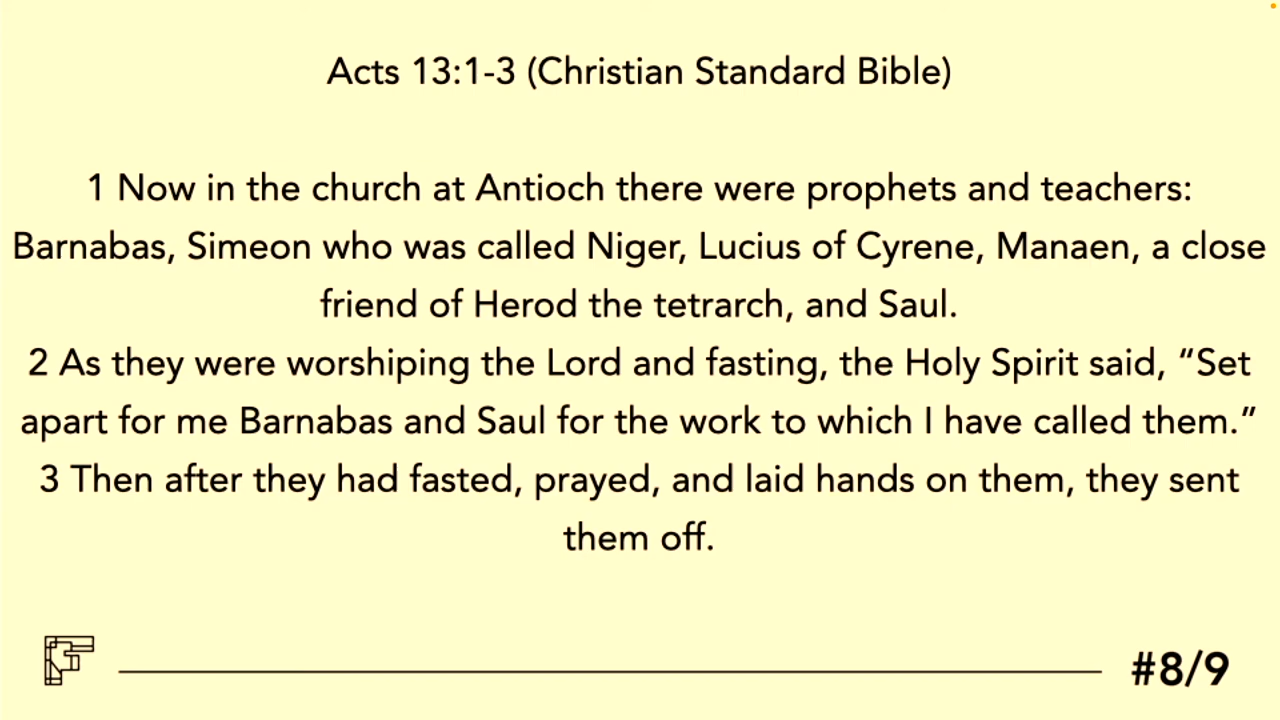 Acts 13:1-3 (Christian Standard Bible)
1 Now in the church at Antioch there were prophets and teachers:
Barnabas, Simeon who was called Niger, Lucius of Cyrene, Manaen, a close
friend of Herod the tetrarch, and Saul.
2 As they were worshiping the Lord and fasting, the Holy Spirit said, “Set
apart for me Barnabas and Saul for the work to which I have called them.”
3 Then after they had fasted, prayed, and laid hands on them, they sent
them off.
#8/9